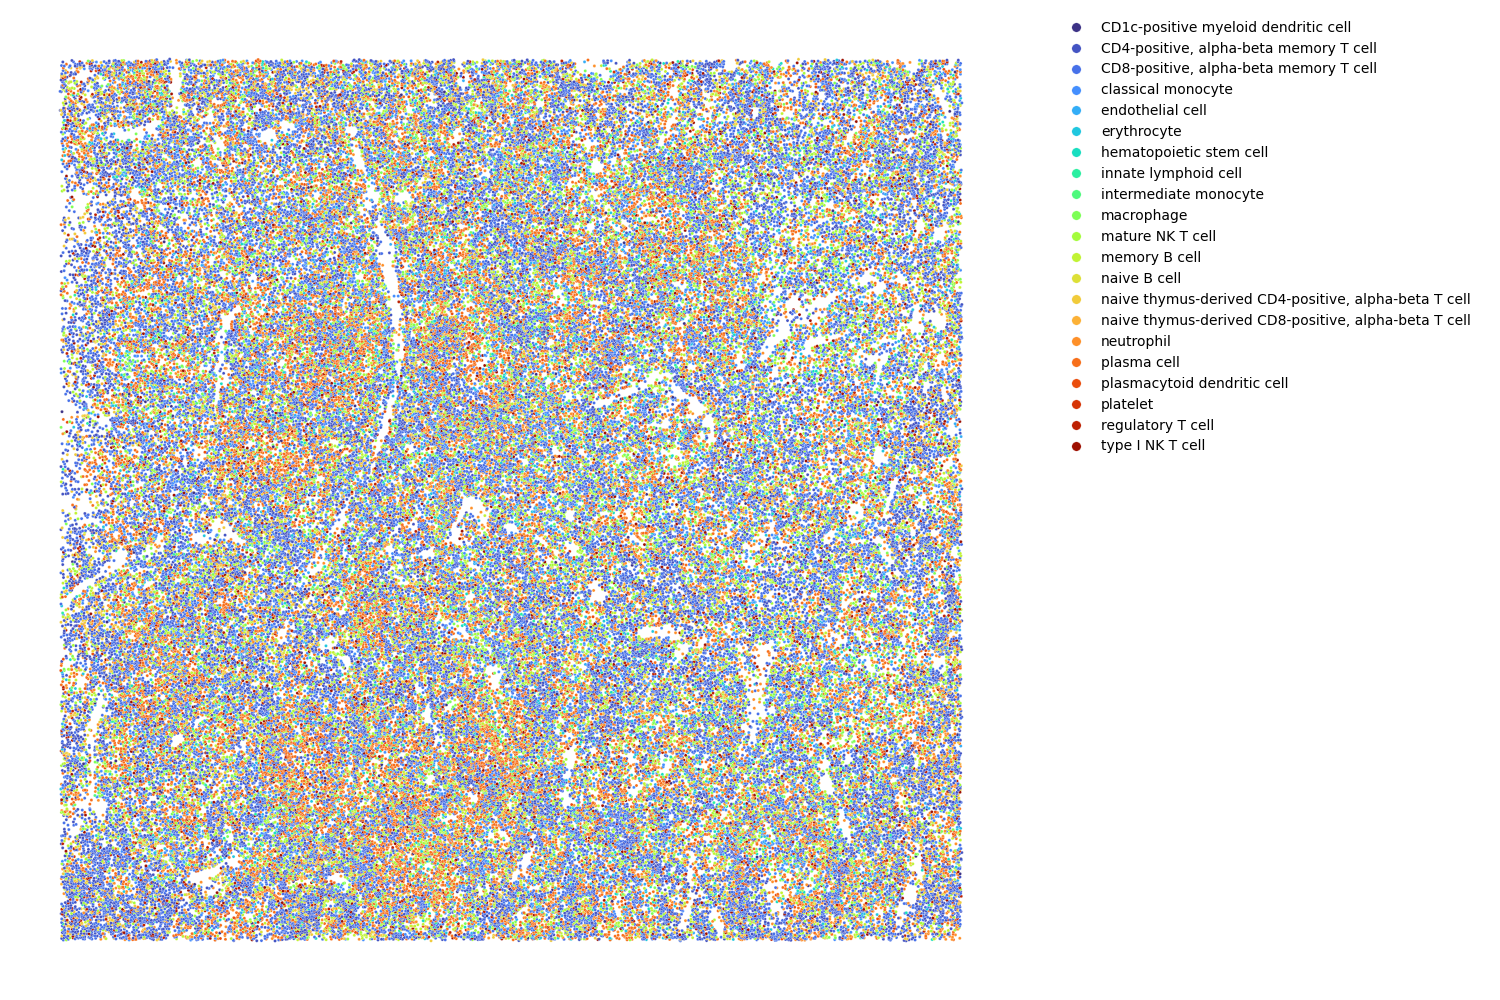 CD1c-positive myeloid dendritic cell
CD4-positive, alpha-beta memory T cell
CD8-positive, alpha-beta memory T cell
classical monocyte
endothelial cell
erythrocyte
hematopoietic stem cell
innate lymphoid cell
intermediate monocyte
macrophage
mature NK T cell
memory B cell
naive B cell
naive thymus-derived CD4-positive, alpha-beta T cell
naive thymus-derived CD8-positive, alpha-beta T cell
neutrophil
plasma cell
plasmacytoid dendritic cell
platelet
regulatory T cell
type I NK T cell